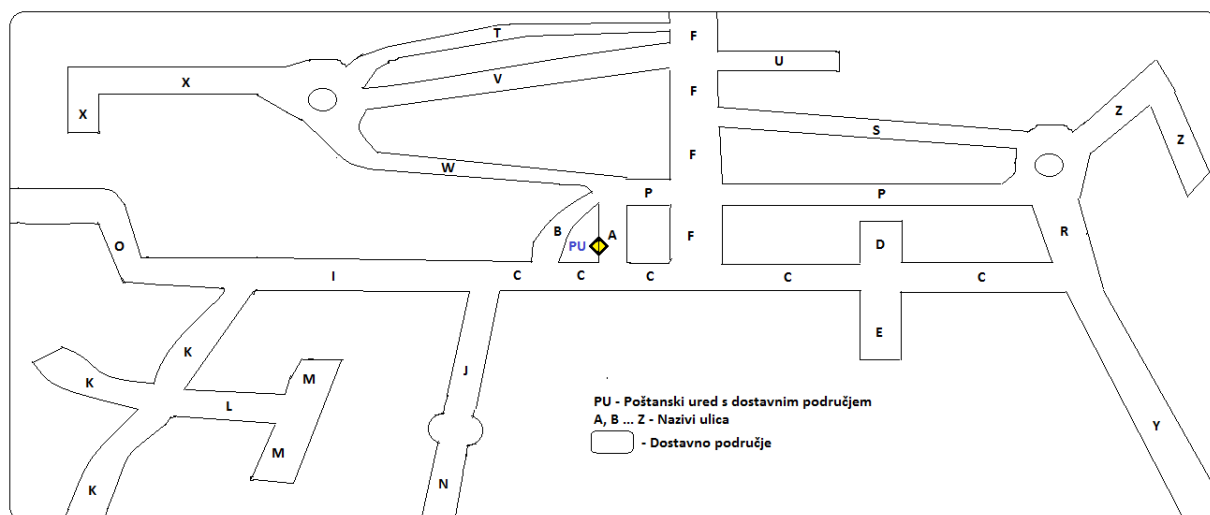 T
F
U
X
V
F
Z
X
S
Z
F
W
P
P
B
A
F
D
R
O
PU
I
C
C
C
C
C
E
K
J
K
L
M
M
K
N
Y
PU - Poštanski ured s dostavnim područjem
A, B ... Z - Nazivi ulica
- Dostavno područje